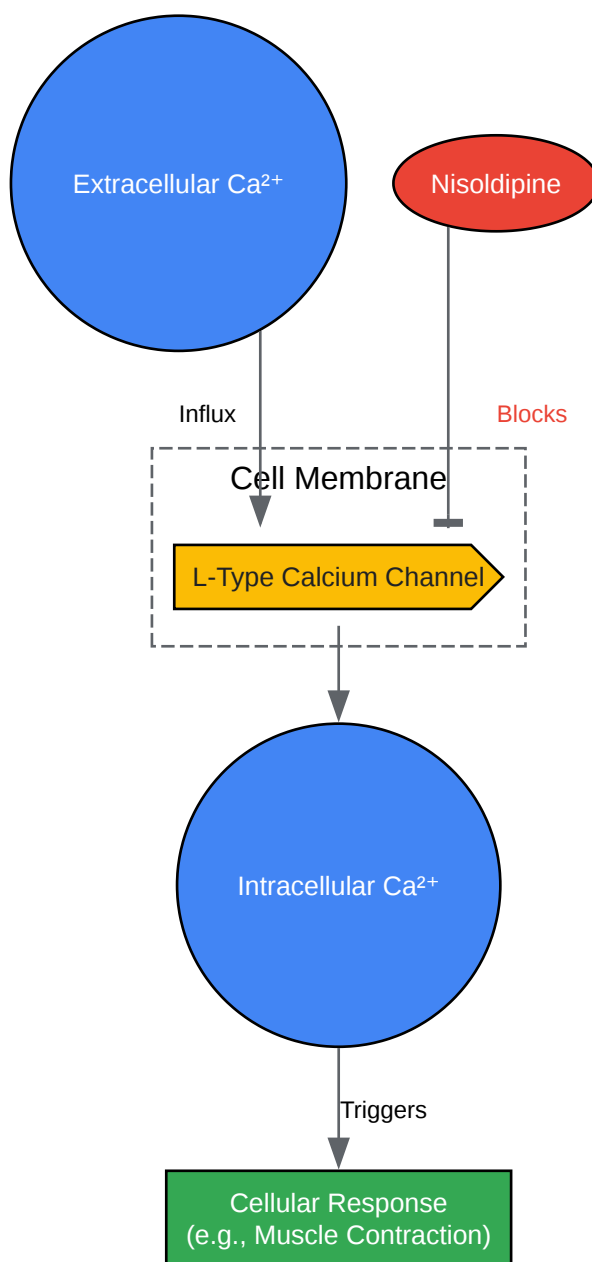 Extracellular Ca²⁺
Nisoldipine
Influx
Blocks
Cell Membrane
L-Type Calcium Channel
Intracellular Ca²⁺
Triggers
Cellular Response
(e.g., Muscle Contraction)